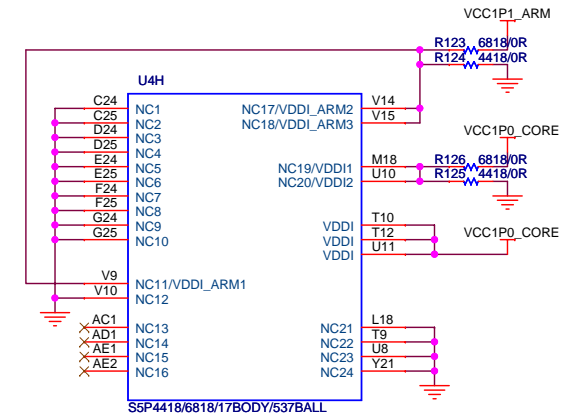 VCC1P1_ARM
R123 6818/0R
R124 4418/0R
U4H
C24 NC1
C25 NC2
D24 NC3
D25 NC4
E24 NC5
E25 NC6
F24 NC7
F25 NC8
G24 NC9
G25 NC10
V9 NC11/VDDI_ARM1
V10 NC12
AC1 NC13
AD1 NC14
AE1 NC15
AE2 NC16
NC17/VDDI_ARM2 V14
NC18/VDDI_ARM3 V15
VCC1P0_CORE
NC19/VDDI1 M18
R126 6818/0R
NC20/VDDI2 U10
R125 4418/0R
VDDI T10
VDDI T12
VDDI U11
VCC1P0_CORE
NC21 L18
NC22 T9
NC23 U8
NC24 Y21
S5P4418/6818/17BODY/537BALL